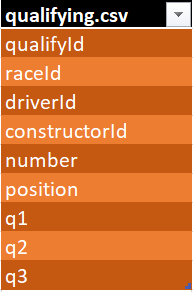 qualifying.csv
qualifyId
raceId
driverId
constructorId
number
position
q1
q2
q3